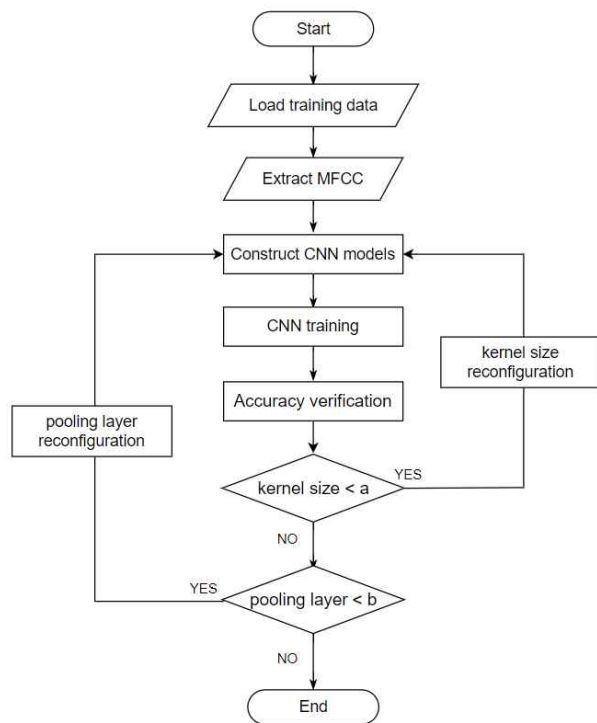 Start
Load training data
Extract MFCC
Construct CNN models
CNN training
kernel size
reconfiguration
Accuracy verification
pooling layer
reconfiguration
kernel size < a
YES
NO
YES
pooling layer < b
NO
End